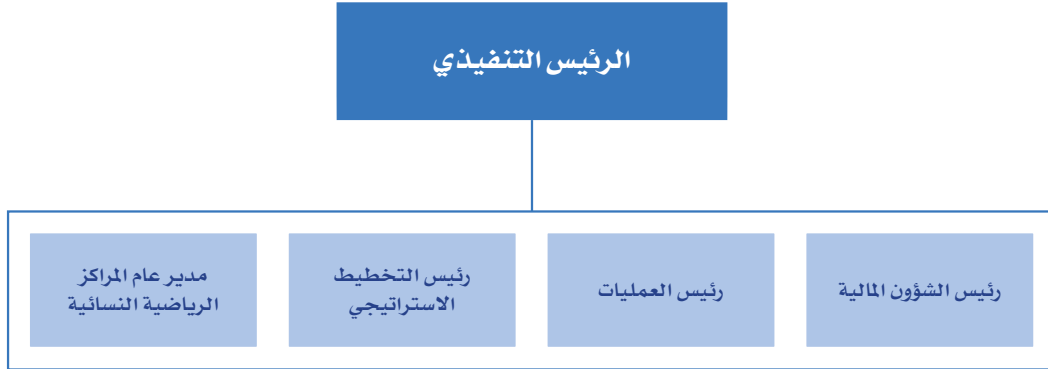 الرئيس التنفيذي
رئيس الشؤون المالية
رئيس العمليات
رئيس التخطيط
الاستراتيجي
مدير عام المراكز
الرياضية النسائية